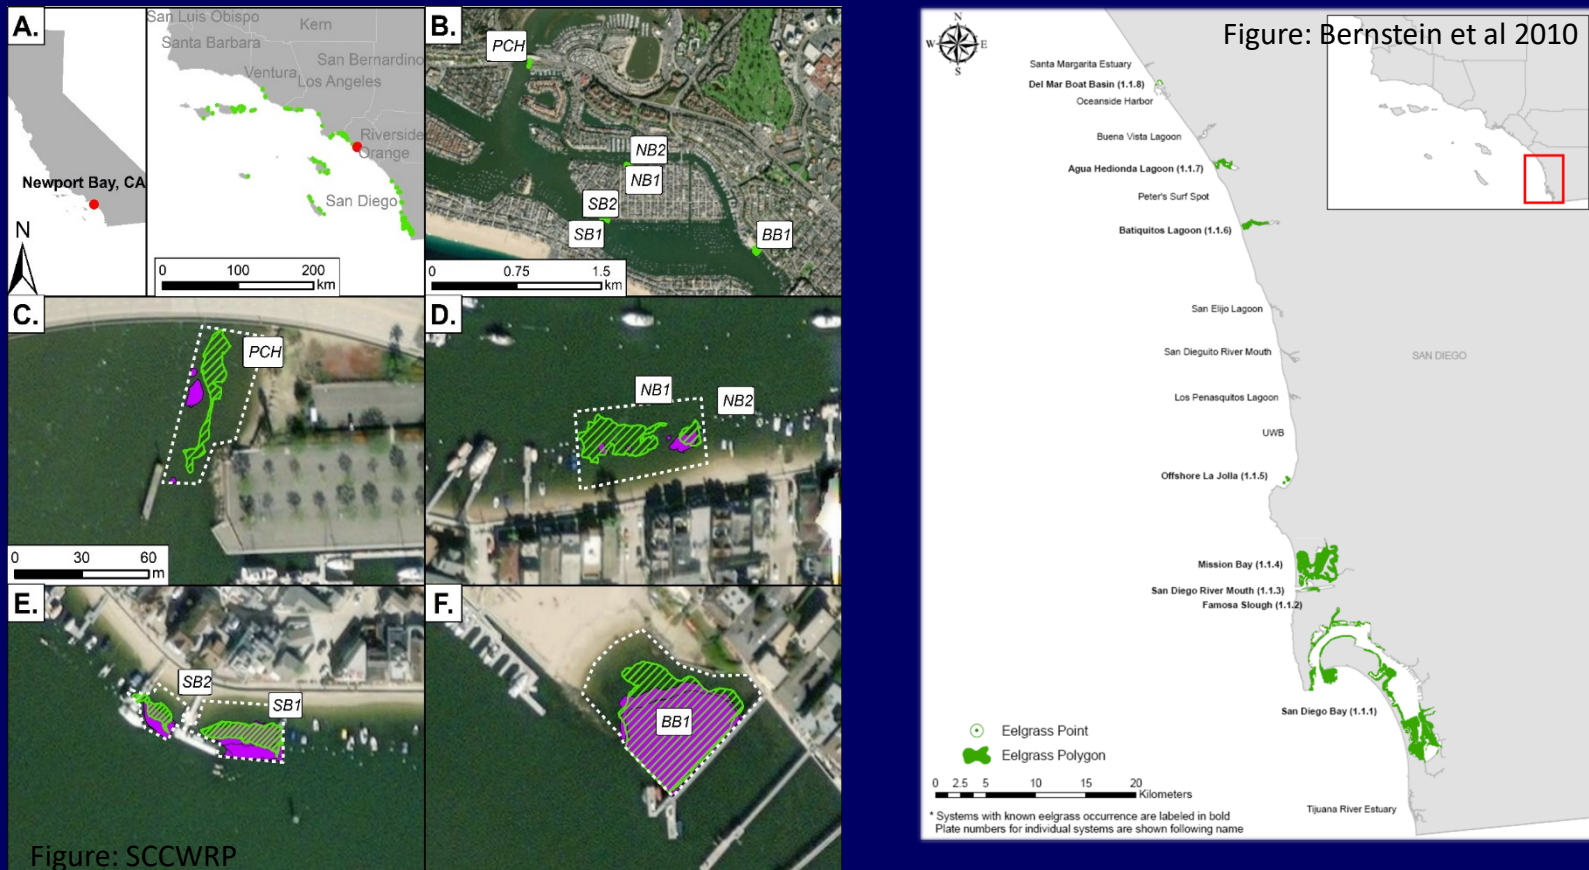 A.
San Luis Obispo
Kern
Santa Barbara
San Bernardino
Ventura
Los Angeles
Riverside
Orange
San Diego
Newport Bay, CA
N
0 100 200
km
B.
PCH
NB2
NB1
SB2
SB1
BB1
0 0.75 1.5
km
C.
PCH
0 30 60
m
D.
NB1
NB2
E.
SB2
SB1
F.
BB1
Figure: SCCWRP
Figure: Bernstein et al 2010
N
W E
S
Santa Margarita Estuary
Del Mar Boat Basin (1.1.8)
Oceanside Harbor
Buena Vista Lagoon
Agua Hedionda Lagoon (1.1.7)
Peter's Surf Spot
Batiquitos Lagoon (1.1.6)
San Elijo Lagoon
San Dieguito River Mouth
SAN DIEGO
Los Penasquitos Lagoon
UWB
Offshore La Jolla (1.1.5)
Mission Bay (1.1.4)
San Diego River Mouth (1.1.3)
Famosa Slough (1.1.2)
San Diego Bay (1.1.1)
Eelgrass Point
Eelgrass Polygon
0 2.5 5 10 15 20
Kilometers
Tijuana River Estuary
* Systems with known eelgrass occurrence are labeled in bold
Plate numbers for individual systems are shown following name